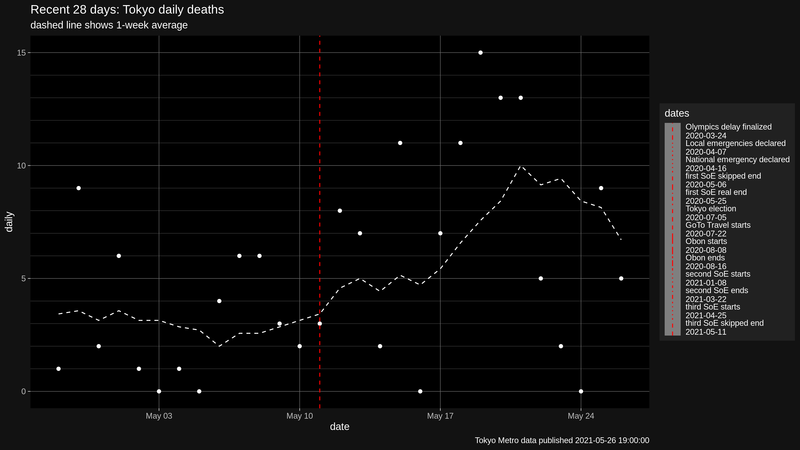 Recent 28 days: Tokyo daily deaths
dashed line shows 1-week average
15
10
5
0
daily
May 03
May 10
May 17
May 24
date
Tokyo Metro data published 2021-05-26 19:00:00
dates
Olympics delay finalized
2020-03-24
Local emergencies declared
2020-04-07
National emergency declared
2020-04-16
first SoE skipped end
2020-05-06
first SoE real end
2020-05-25
Tokyo election
2020-07-05
GoTo Travel starts
2020-07-22
Obon starts
2020-08-08
Obon ends
2020-08-16
second SoE starts
2021-01-08
second SoE ends
2021-03-22
third SoE starts
2021-04-25
third SoE skipped end
2021-05-11